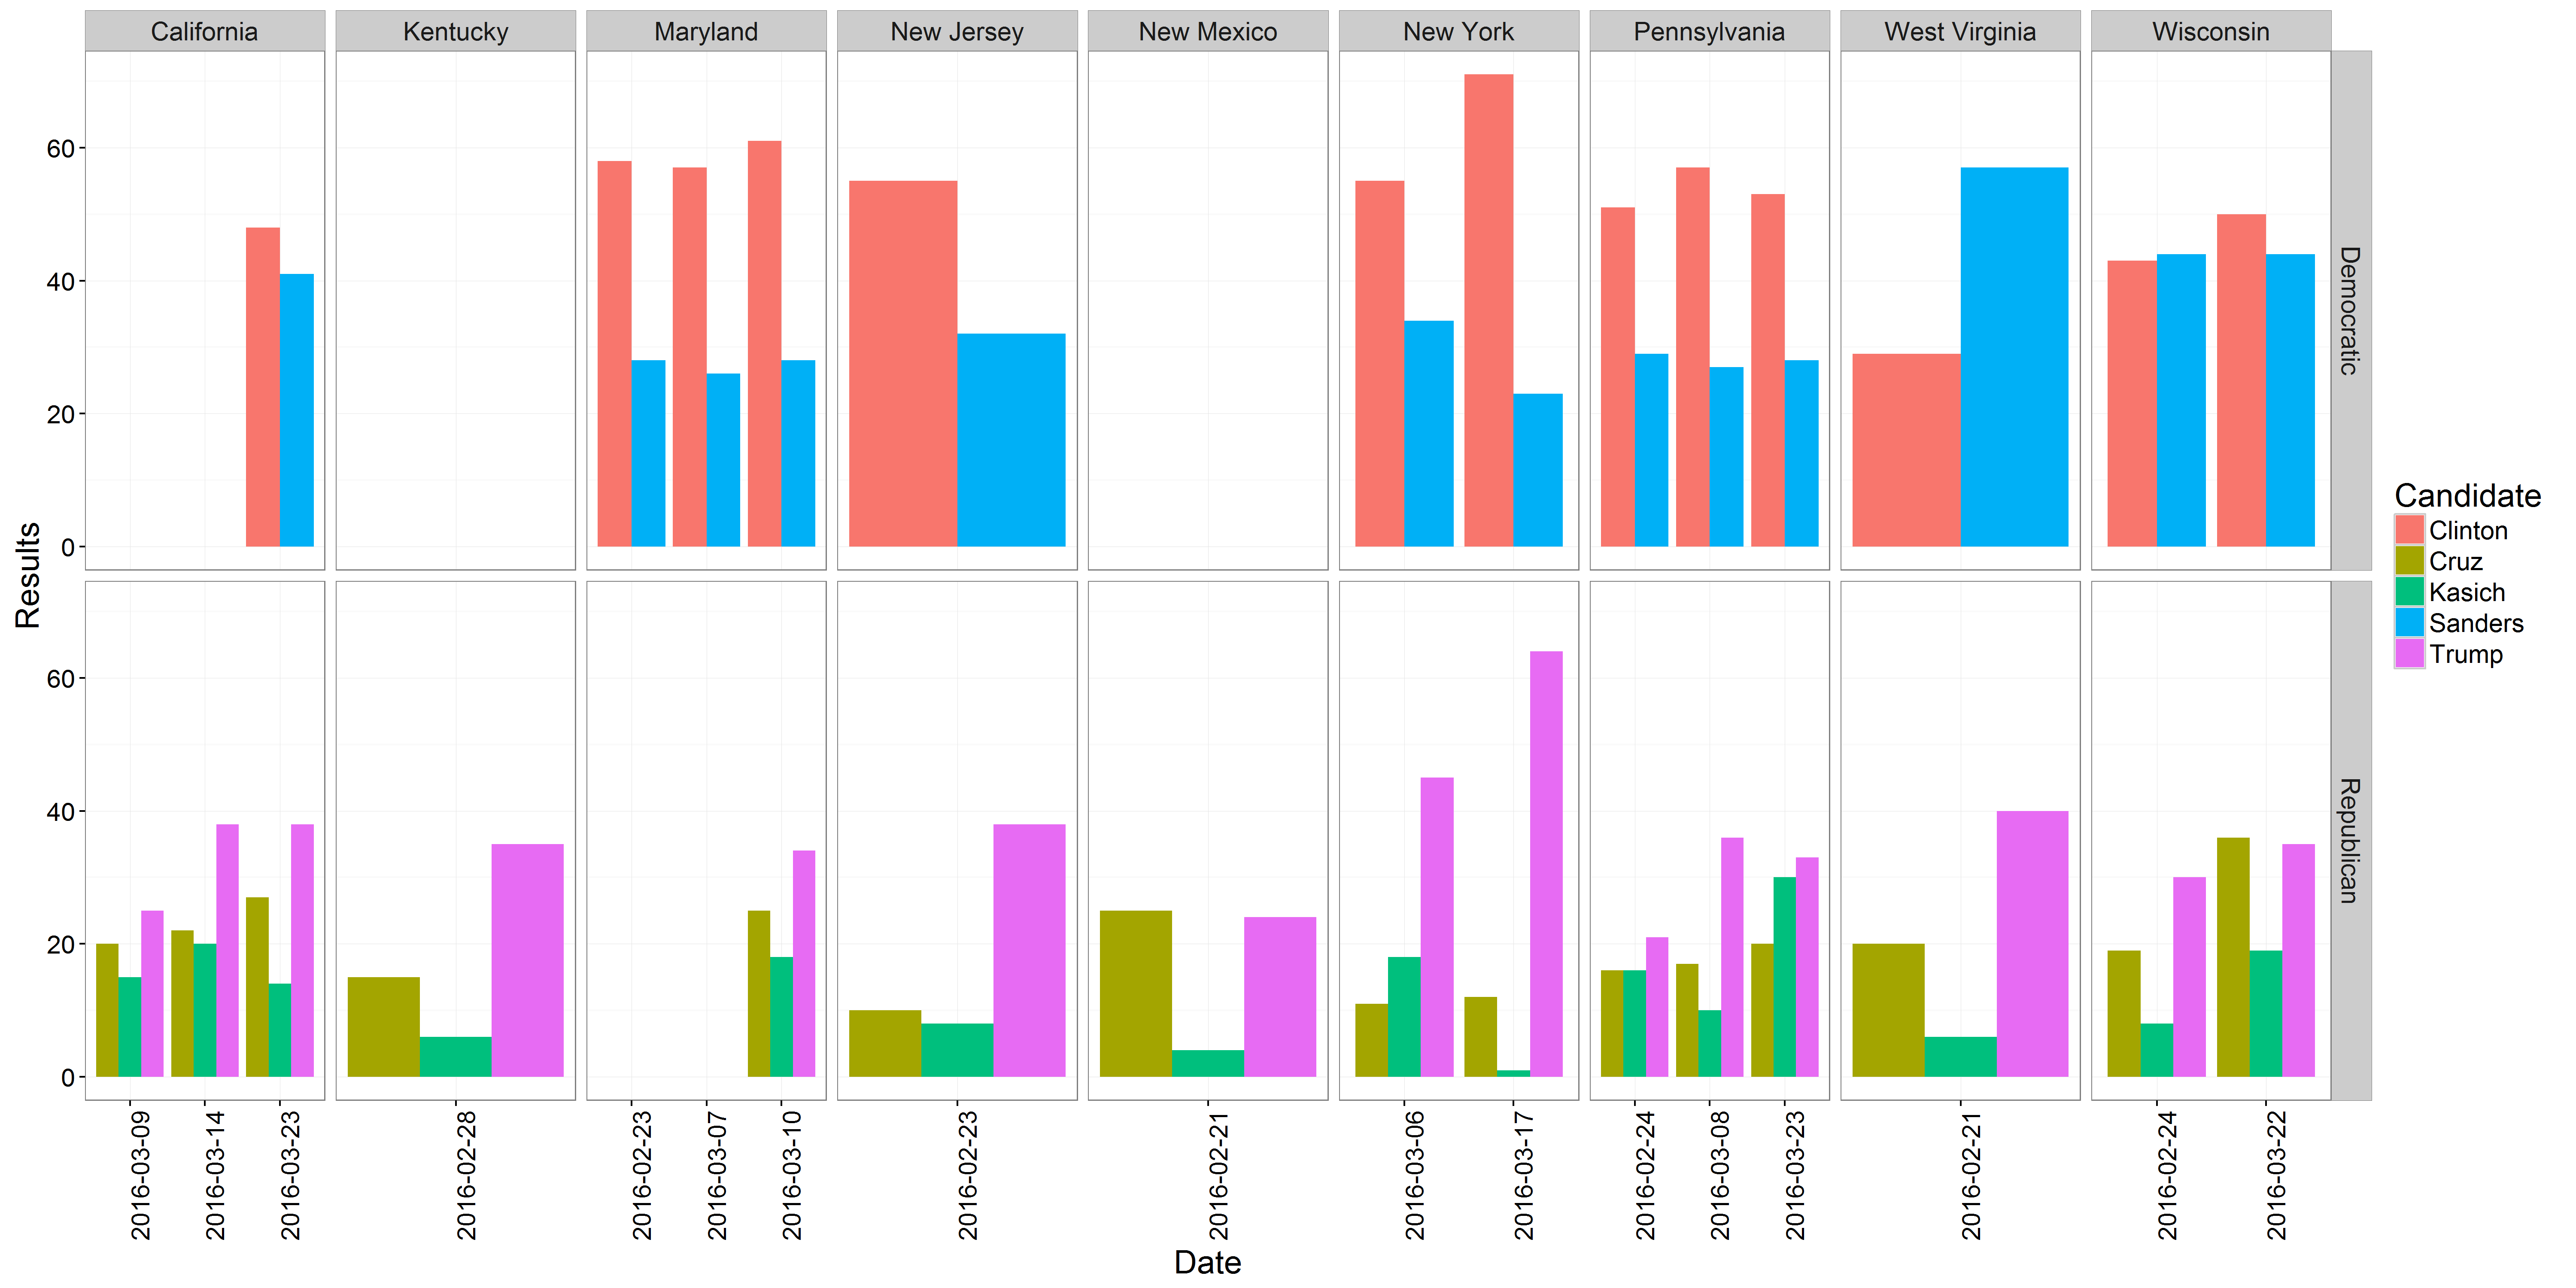 California
Kentucky
Maryland
New Jersey
New Mexico
New York
Pennsylvania
West Virginia
Wisconsin
Results
60
40
20
0
Democratic
60
40
20
0
Republican
2016-03-09
2016-03-14
2016-03-23
2016-02-28
2016-02-23
2016-03-07
2016-03-10
2016-02-23
2016-02-21
2016-03-06
2016-03-17
2016-02-24
2016-03-08
2016-03-23
2016-02-21
2016-02-24
2016-03-22
Date
Candidate
Clinton
Cruz
Kasich
Sanders
Trump